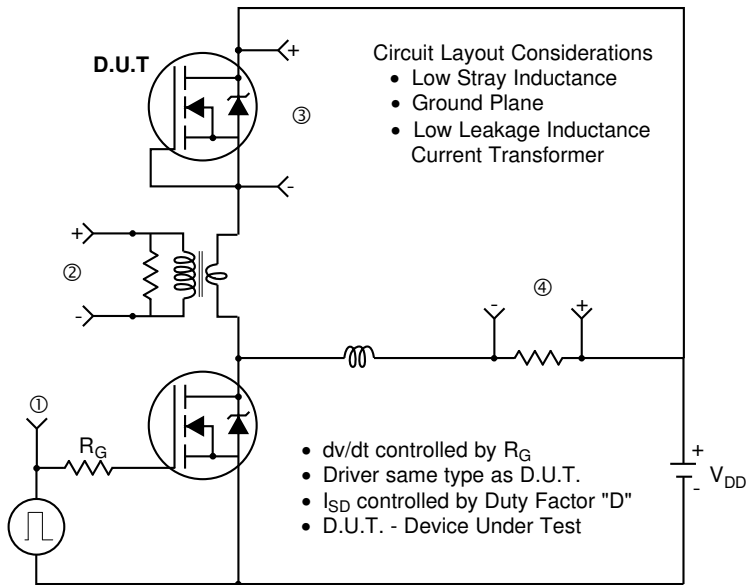 D.U.T
+
-
③
Circuit Layout Considerations
• Low Stray Inductance
• Ground Plane
• Low Leakage Inductance
Current Transformer
+
②
-
-
④
+
①
R_G
+
V_DD
-
• dv/dt controlled by R_G
• Driver same type as D.U.T.
• I_SD controlled by Duty Factor "D"
• D.U.T. - Device Under Test